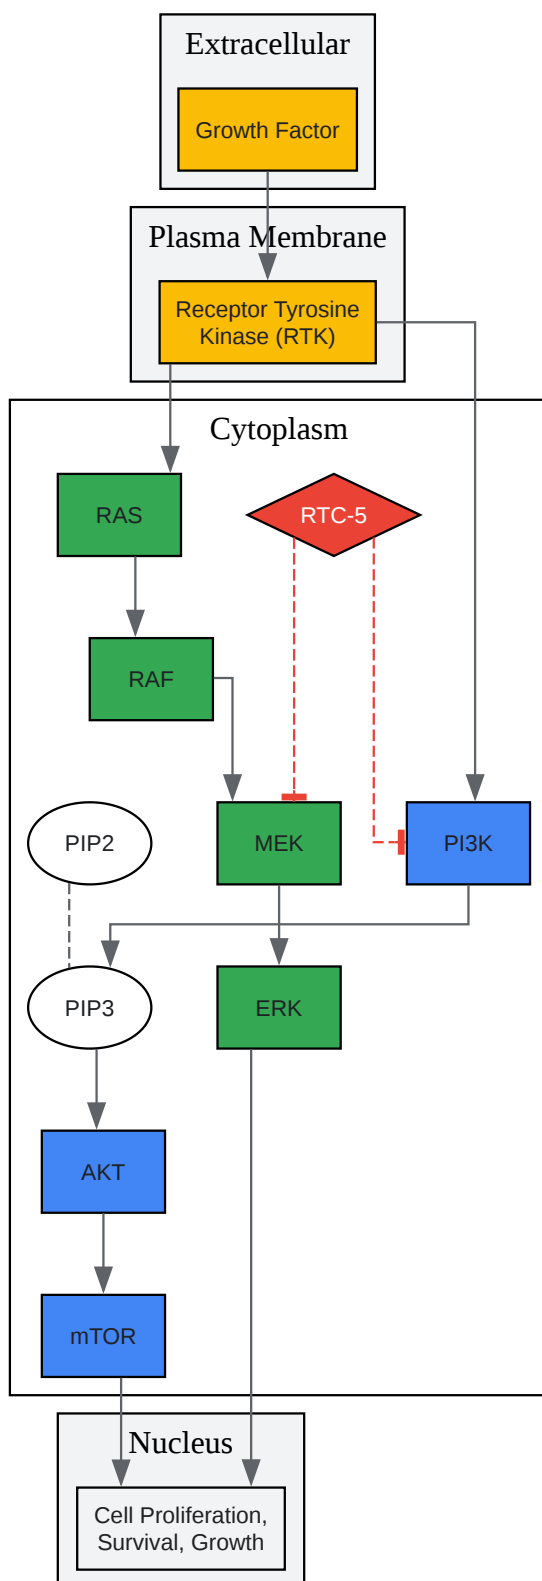 Extracellular
Growth Factor
Plasma Membrane
Receptor Tyrosine
Kinase (RTK)
Cytoplasm
RAS
RTC-5
RAF
PIP2
MEK
PI3K
PIP3
ERK
AKT
mTOR
Nucleus
Cell Proliferation,
Survival, Growth